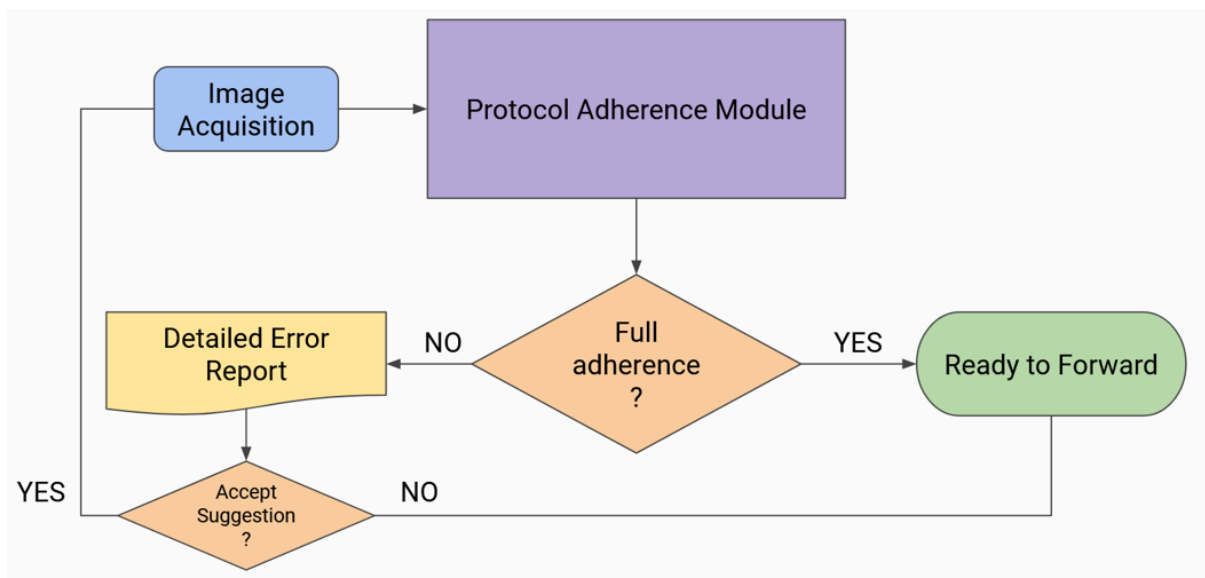 Image
Acquisition
Protocol Adherence Module
Full
adherence
?
NO
YES
Detailed Error
Report
Ready to Forward
Accept
Suggestion
?
YES
NO